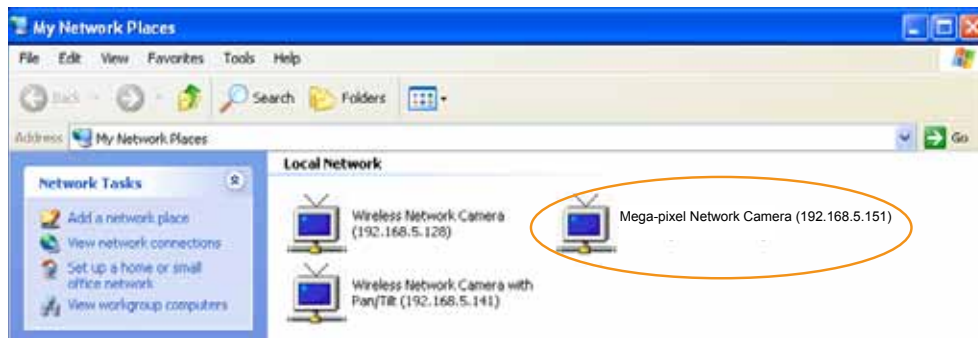 My Network Places
File Edit View Favorites Tools Help
Back Search Folders
Address My Network Places Go
Local Network
Network Tasks
Add a network place
View network connections
Set up a home or small
office network
View workgroup computers
Wireless Network Camera
(192.168.5.128)
Mega-pixel Network Camera (192.168.5.151)
Wireless Network Camera with
Pan/Tilt (192.168.5.141)